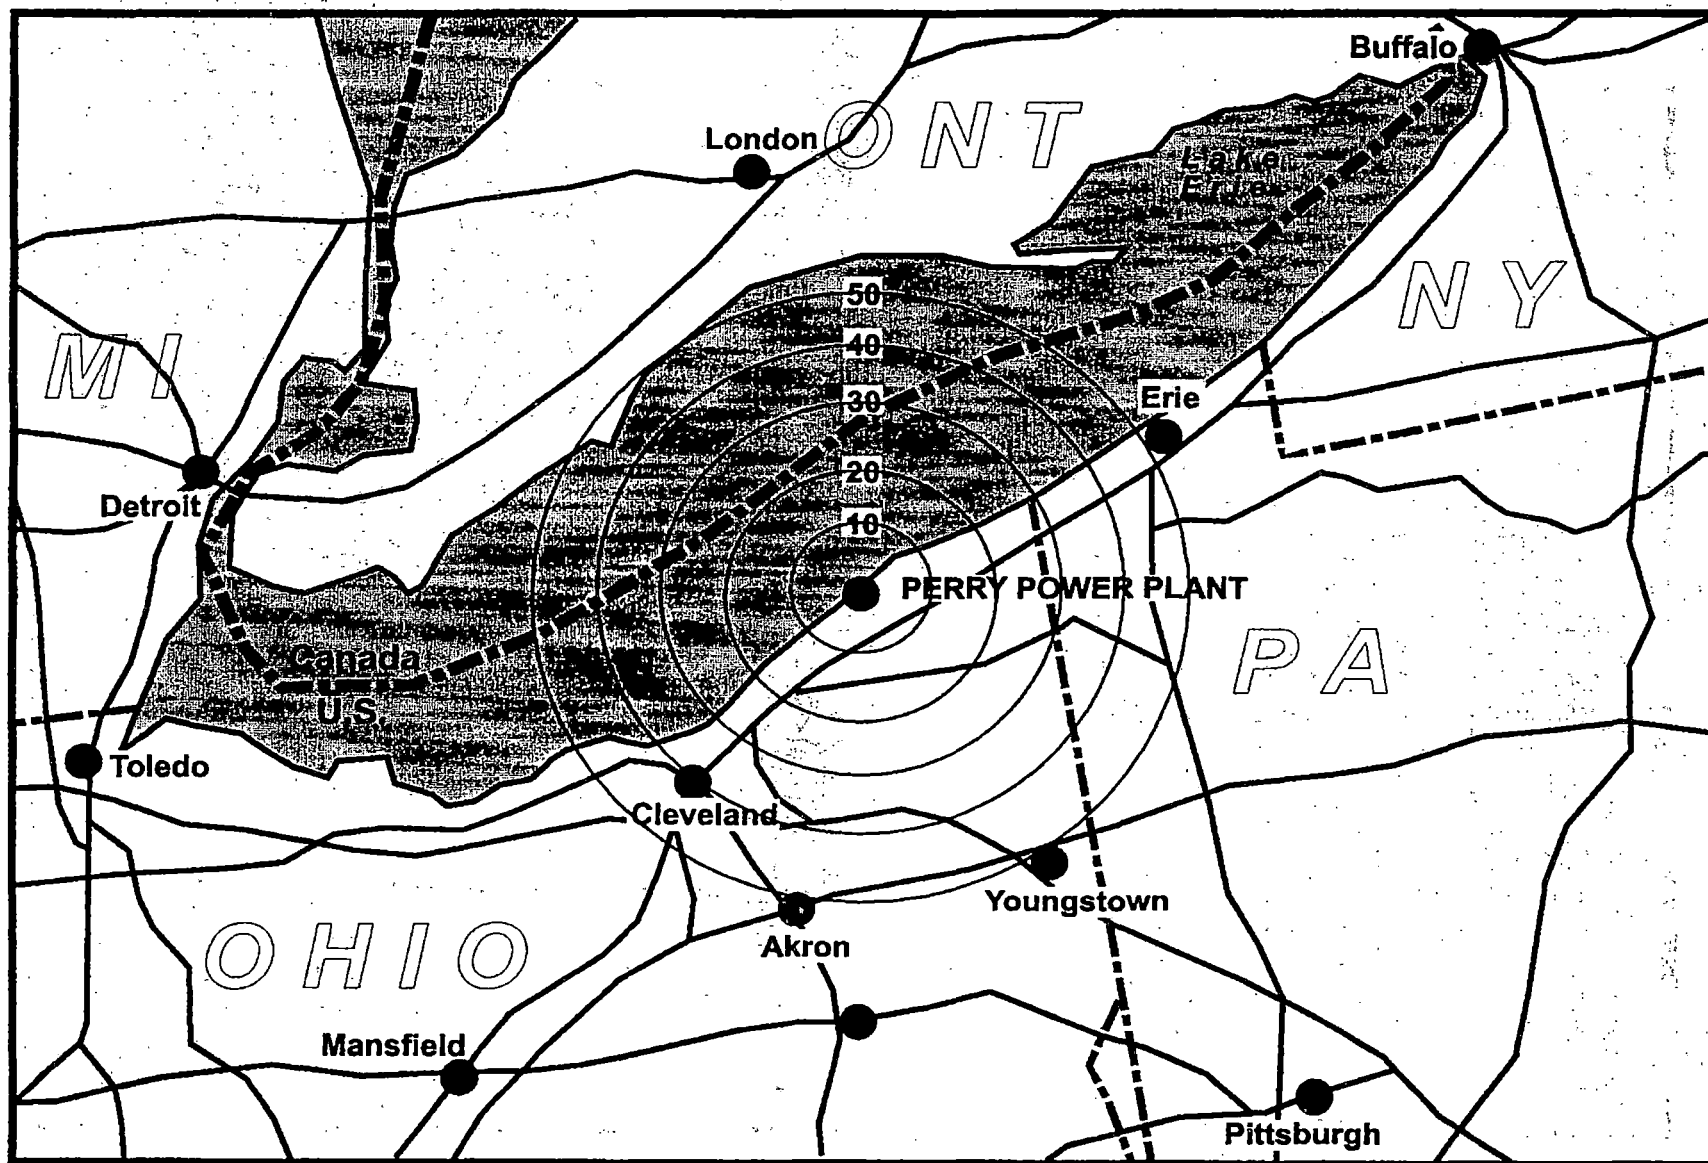 Buffalo
London
ONT
Lake
Erie
50
NY
MI
40
30
Erie
20
Detroit
10
PERRY POWER PLANT
Canada
PA
U.S.
Toledo
Cleveland
Youngstown
OHIO
Akron
Mansfield
Pittsburgh